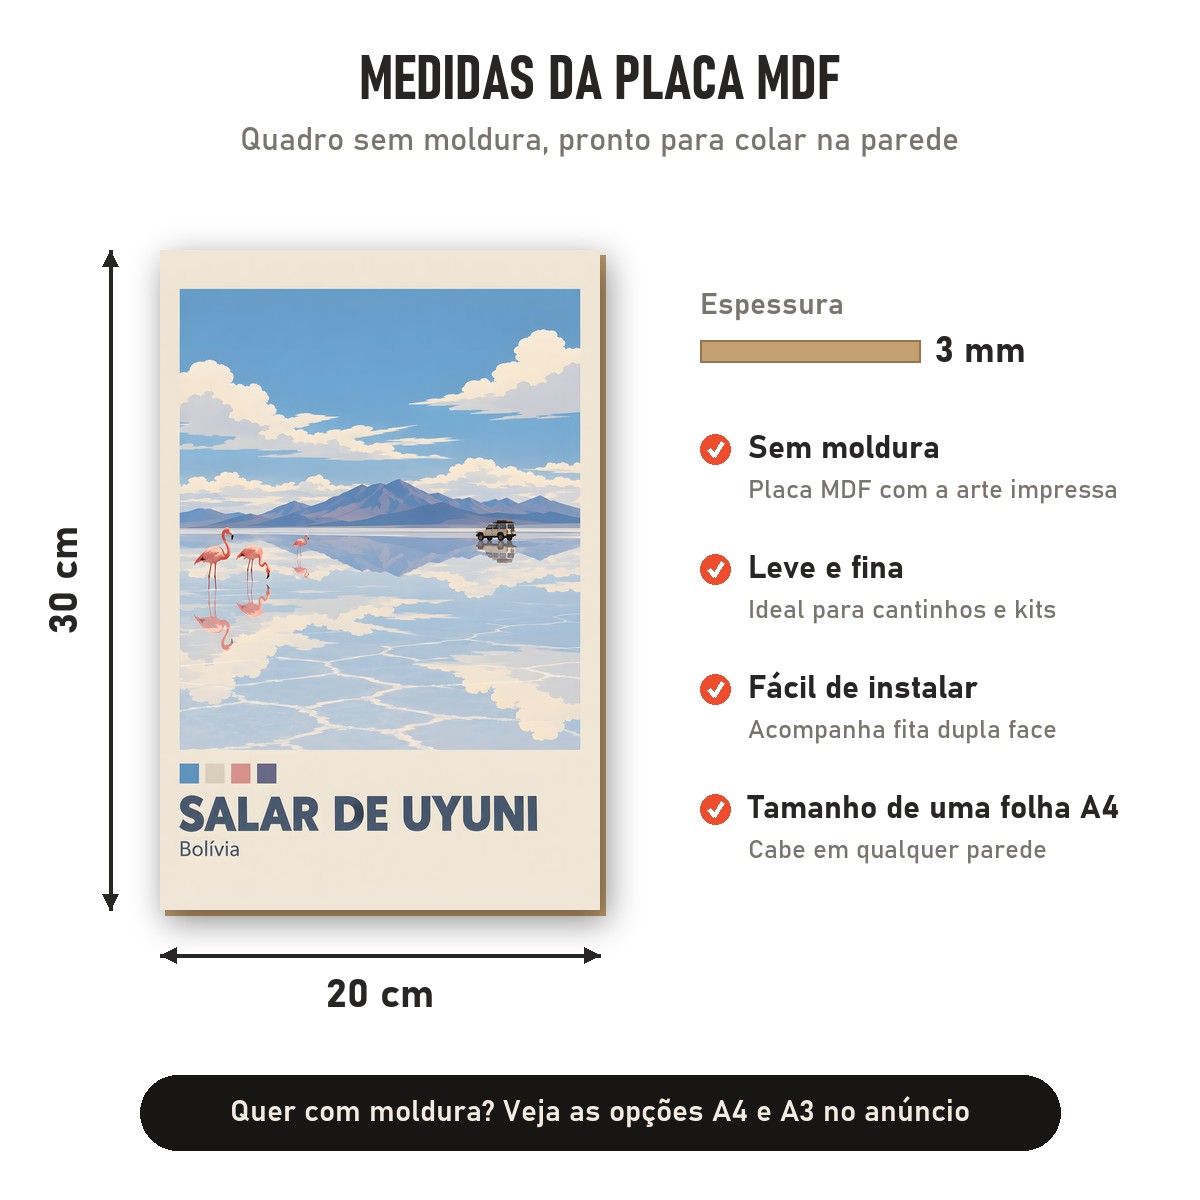 MEDIDAS DA PLACA MDF
Quadro sem moldura, pronto para colar na parede
30 cm
SALAR DE UYUNI
Bolívia
20 cm
Espessura
3 mm
Sem moldura
Placa MDF com a arte impressa
Leve e fina
Ideal para cantinhos e kits
Fácil de instalar
Acompanha fita dupla face
Tamanho de uma folha A4
Cabe em qualquer parede
Quer com moldura? Veja as opções A4 e A3 no anúncio